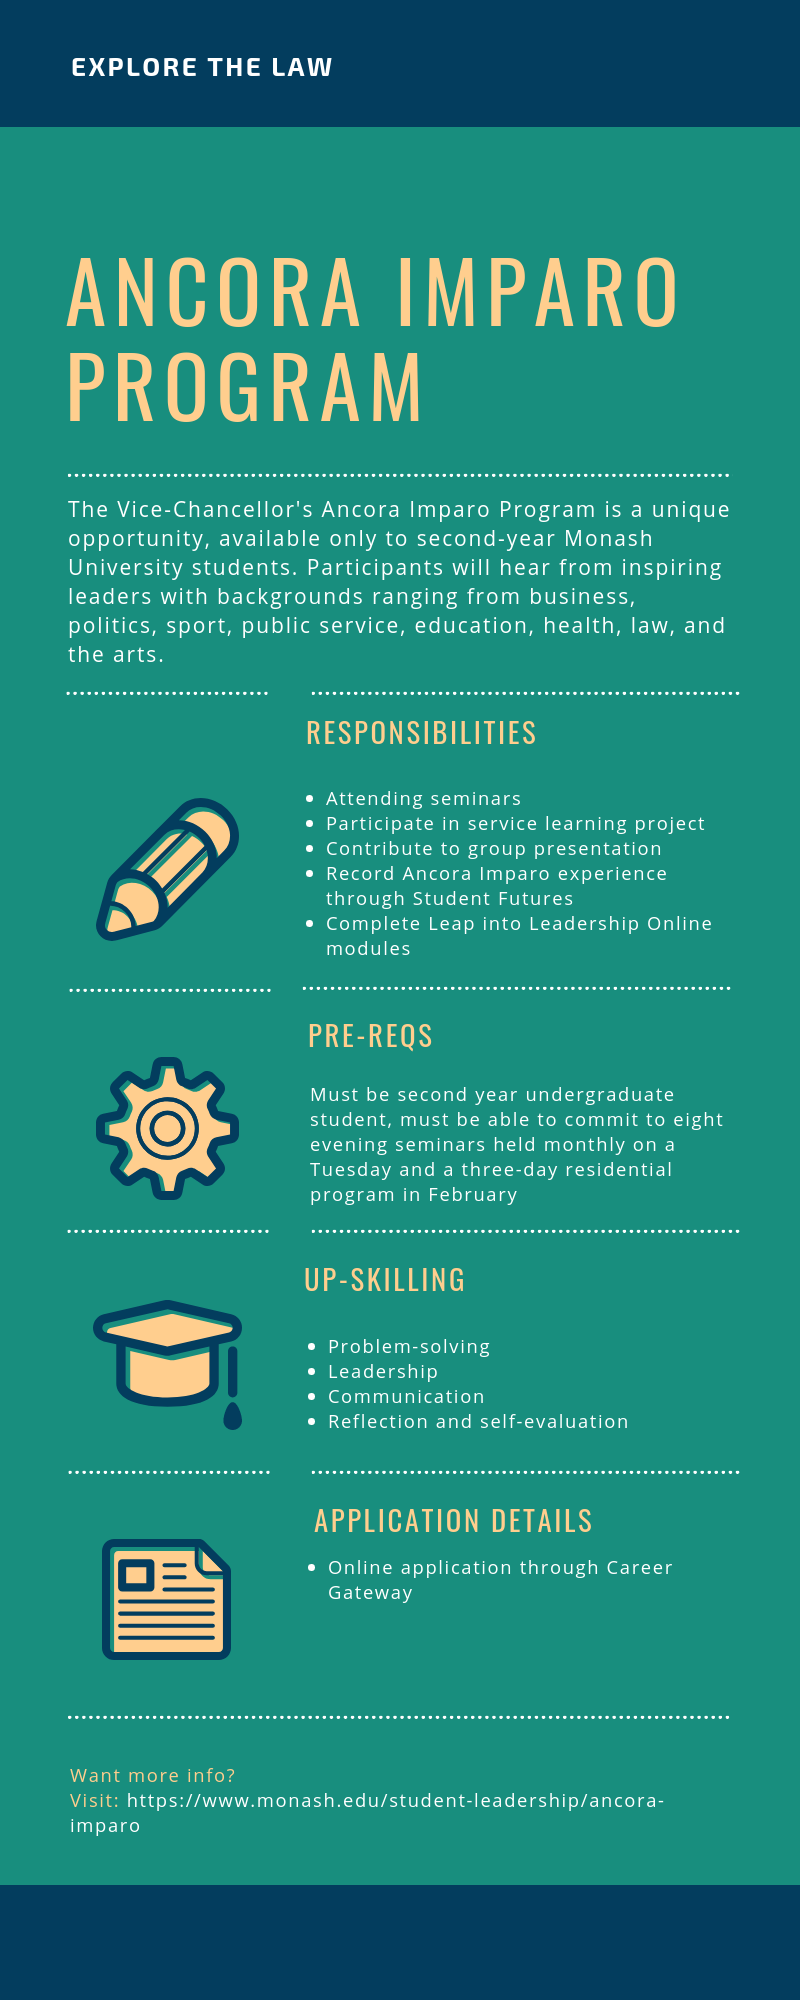 EXPLORE THE LAW
ANCORA IMPARO
PROGRAM
The Vice-Chancellor's Ancora Imparo Program is a unique
opportunity, available only to second-year Monash
University students. Participants will hear from inspiring
leaders with backgrounds ranging from business,
politics, sport, public service, education, health, law, and
the arts.
RESPONSIBILITIES
• Attending seminars
• Participate in service learning project
• Contribute to group presentation
• Record Ancora Imparo experience
through Student Futures
• Complete Leap into Leadership Online
modules
PRE-REQS
Must be second year undergraduate
student, must be able to commit to eight
evening seminars held monthly on a
Tuesday and a three-day residential
program in February
UP-SKILLING
• Problem-solving
• Leadership
• Communication
• Reflection and self-evaluation
APPLICATION DETAILS
• Online application through Career
Gateway
Want more info?
Visit: https://www.monash.edu/student-leadership/ancora-
imparo